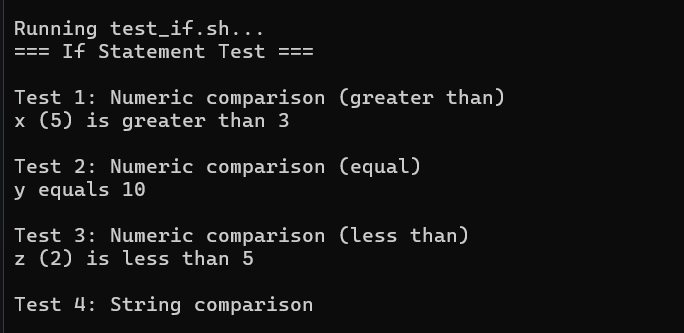 Running test_if.sh...
=== If Statement Test ===
Test 1: Numeric comparison (greater than)
x (5) is greater than 3
Test 2: Numeric comparison (equal)
y equals 10
Test 3: Numeric comparison (less than)
z (2) is less than 5
Test 4: String comparison